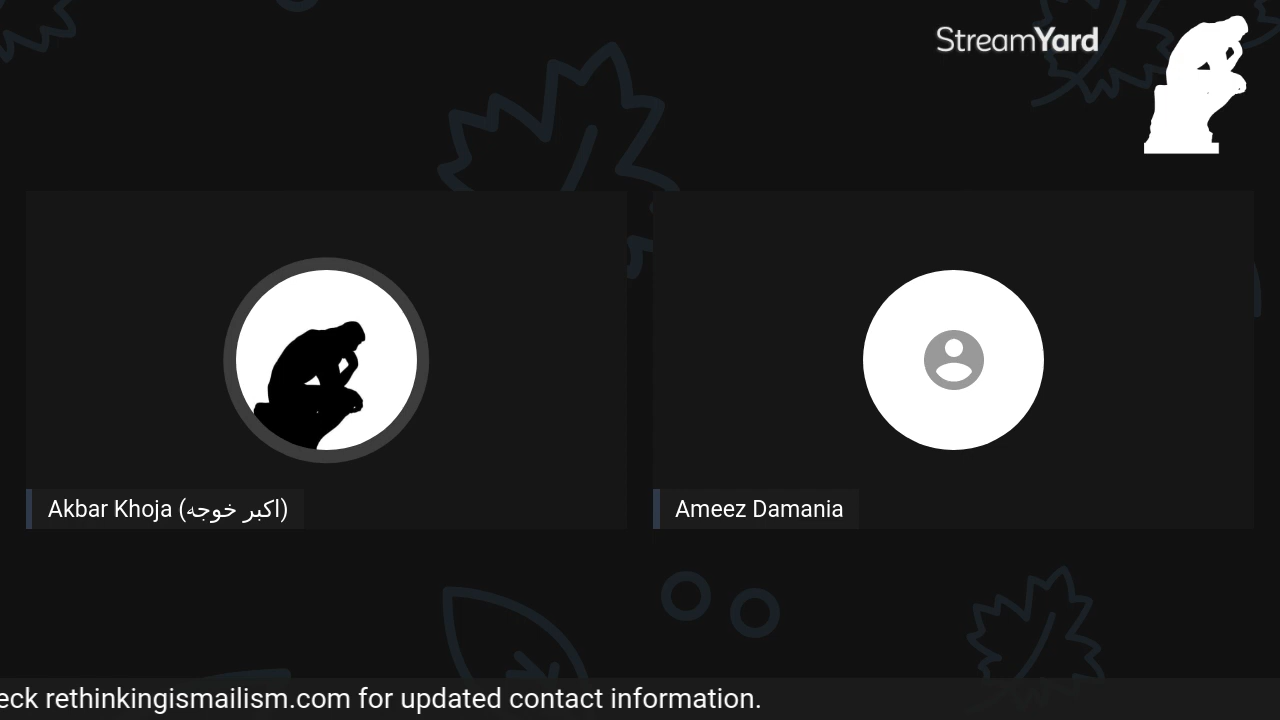 StreamYard
Akbar Khoja (اکبر خوجه)
Ameez Damania
eck rethinkingismailism.com for updated contact information.